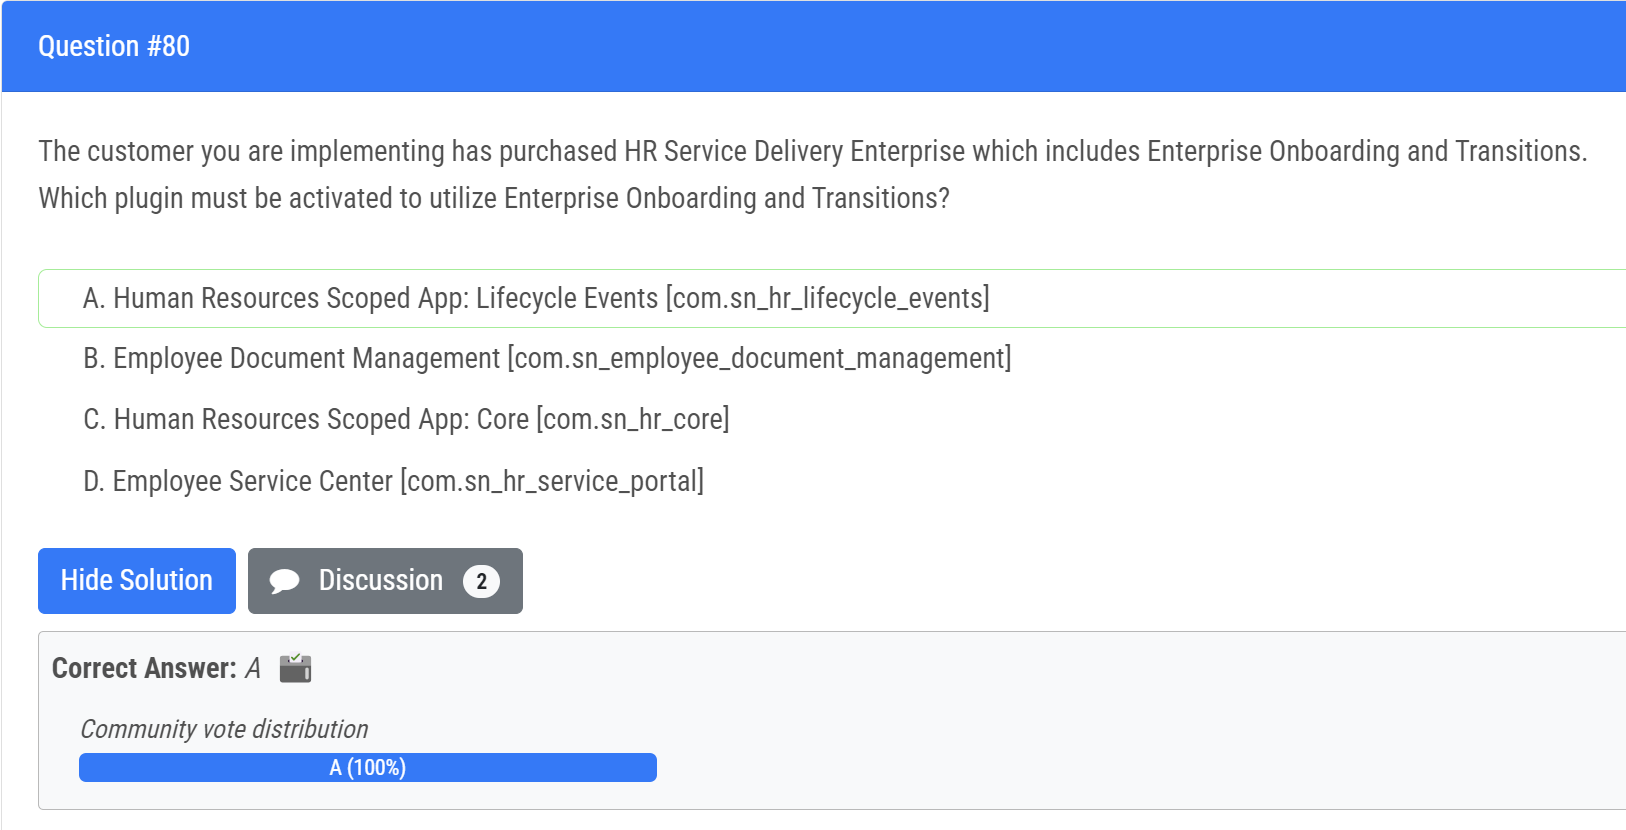 Question #80
The customer you are implementing has purchased HR Service Delivery Enterprise which includes Enterprise Onboarding and Transitions.
Which plugin must be activated to utilize Enterprise Onboarding and Transitions?
A. Human Resources Scoped App: Lifecycle Events [com.sn_hr_lifecycle_events]
B. Employee Document Management [com.sn_employee_document_management]
C. Human Resources Scoped App: Core [com.sn_hr_core]
D. Employee Service Center [com.sn_hr_service_portal]
Hide Solution
Discussion 2
Correct Answer: A
Community vote distribution
A (100%)